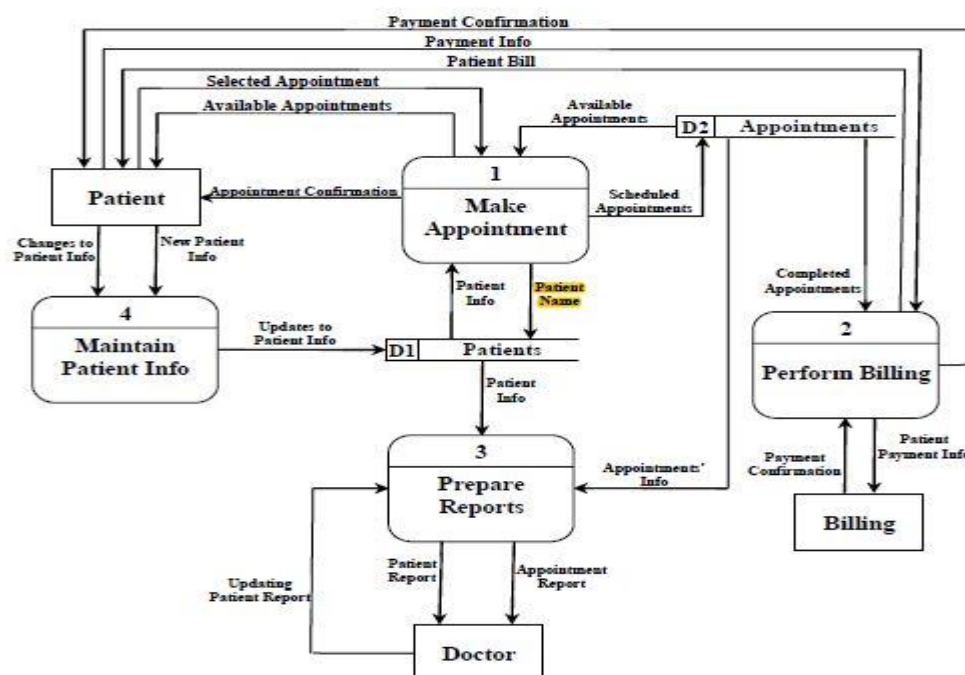 Payment Confirmation
Payment Info
Patient Bill
Selected Appointment
Available Appointments
Available
Appointments
D2 Appointments
1
Make
Appointment
Patient
Appointment Confirmation
Scheduled
Appointments
Changes to
Patient Info
New Patient
Info
Patient
Info
Patient
Name
Completed
Appointments
4
Maintain
Patient Info
Updates to
Patient Info
D1 Patients
2
Perform Billing
Patient
Info
3
Prepare
Reports
Appointments'
Info
Payment
Confirmation
Patient
Payment Info
Billing
Updating
Patient Report
Patient
Report
Appointment
Report
Doctor